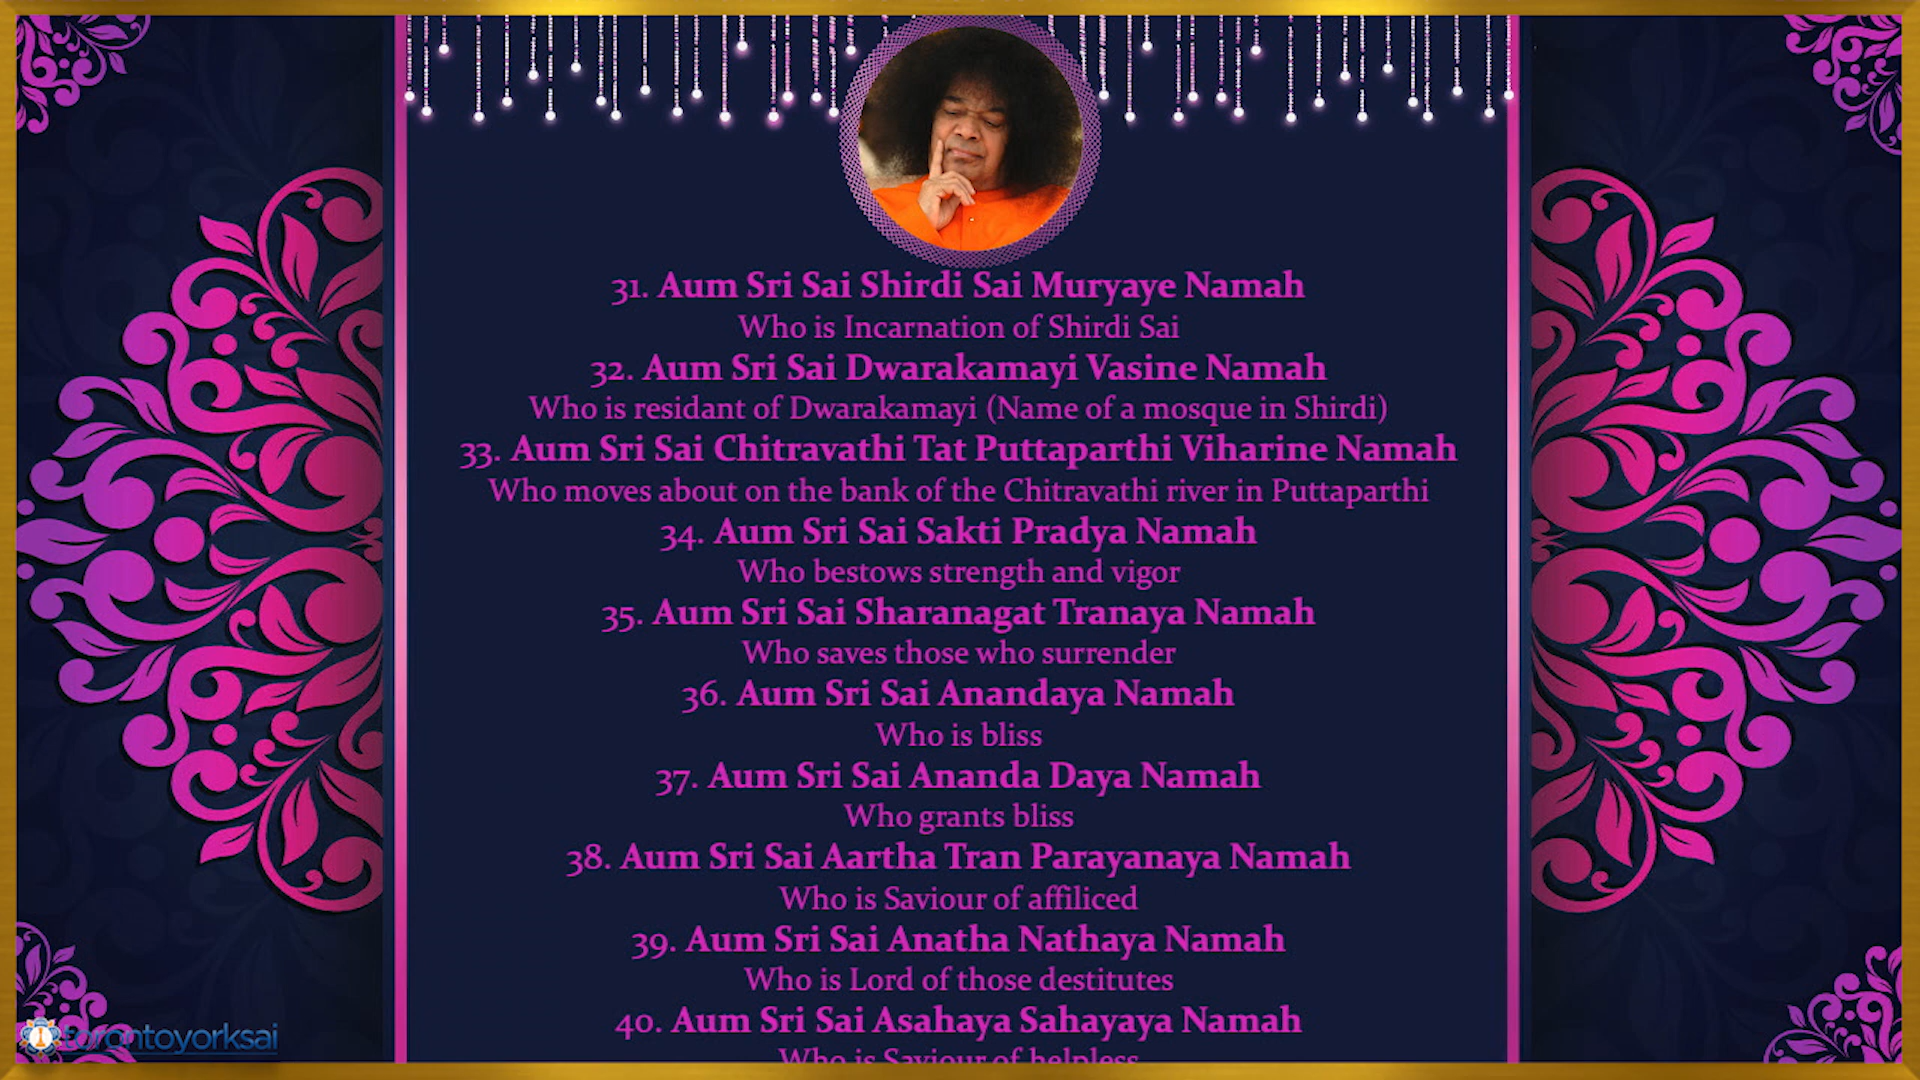 31. Aum Sri Sai Shirdi Sai Muryaye Namah
Who is Incarnation of Shirdi Sai
32. Aum Sri Sai Dwarakamayi Vasine Namah
Who is residant of Dwarakamayi (Name of a mosque in Shirdi)
33. Aum Sri Sai Chitravathi Tat Puttaparthi Viharine Namah
Who moves about on the bank of the Chitravathi river in Puttaparthi
34. Aum Sri Sai Sakti Pradya Namah
Who bestows strength and vigor
35. Aum Sri Sai Sharanagat Tranaya Namah
Who saves those who surrender
36. Aum Sri Sai Anandaya Namah
Who is bliss
37. Aum Sri Sai Ananda Daya Namah
Who grants bliss
38. Aum Sri Sai Aartha Tran Parayanaya Namah
Who is Saviour of affiliced
39. Aum Sri Sai Anatha Nathaya Namah
Who is Lord of those destitutes
40. Aum Sri Sai Asahaya Sahayaya Namah
Who is Saviour of helpless
torontoyorksai